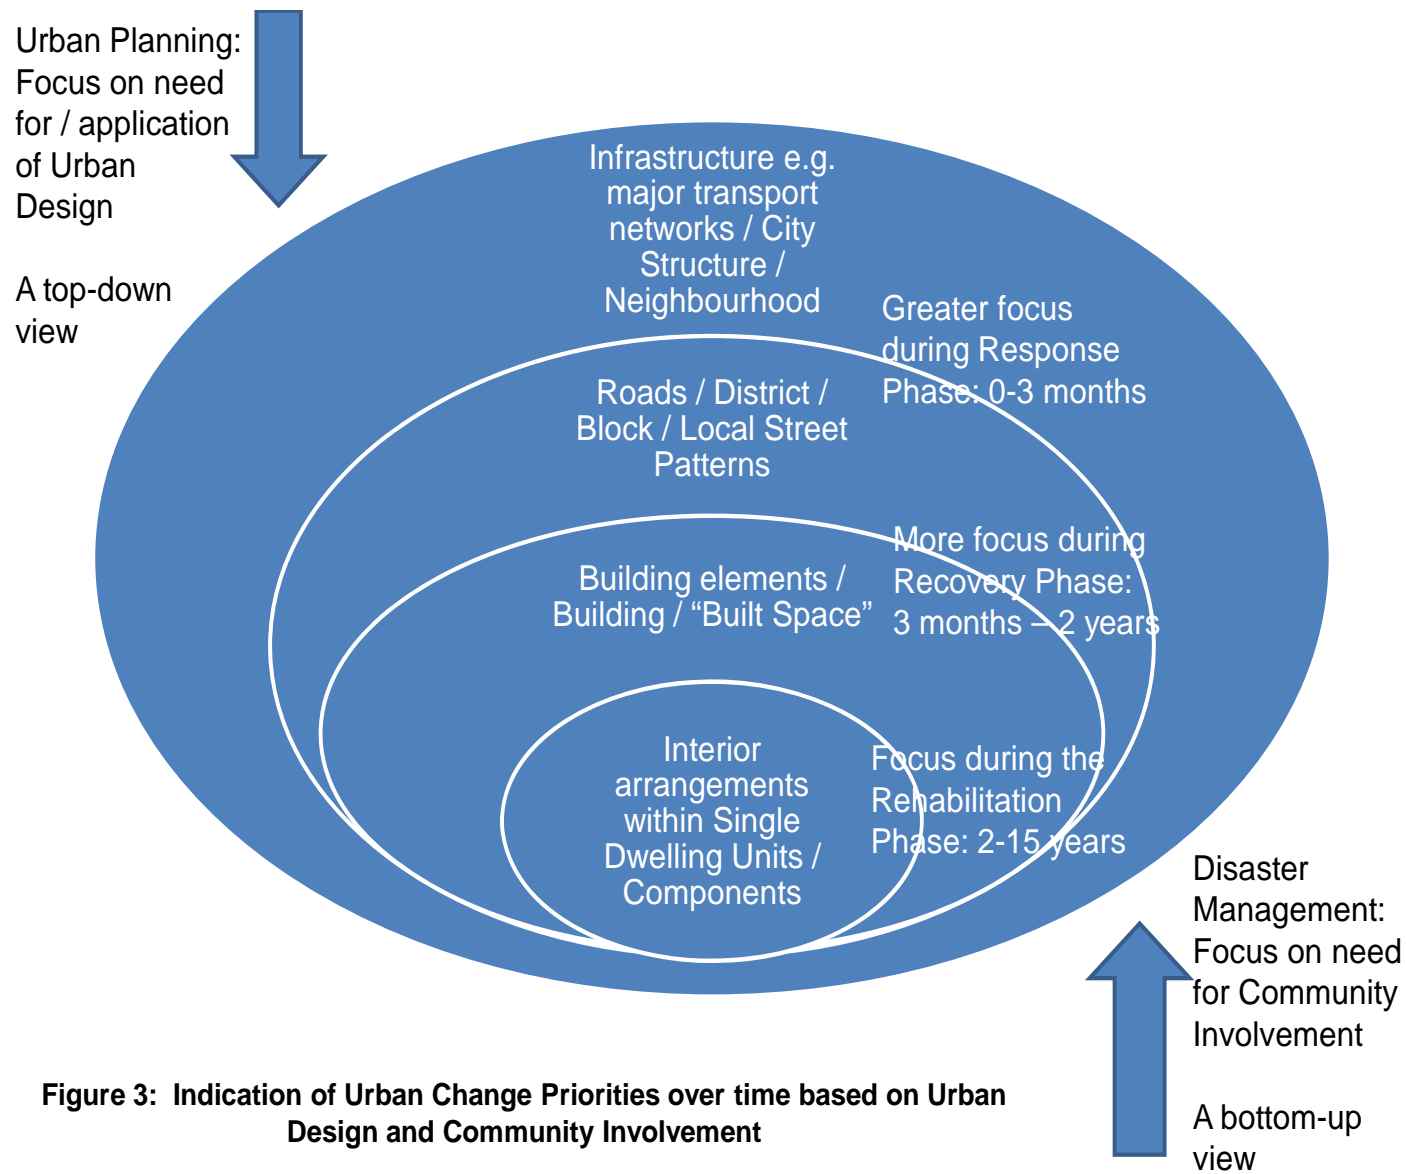 Urban Planning:
Focus on need
for / application
of Urban
Design
A top-down
view
Infrastructure e.g.
major transport
networks / City
Structure /
Neighbourhood
Greater focus
during Response
Phase: 0-3 months
Roads / District /
Block / Local Street
Patterns
More focus during
Recovery Phase:
3 months – 2 years
Building elements /
Building / “Built Space”
Interior
arrangements
within Single
Dwelling Units /
Components
Focus during the
Rehabilitation
Phase: 2-15 years
Disaster
Management:
Focus on need
for Community
Involvement
A bottom-up
view
Figure 3:  Indication of Urban Change Priorities over time based on Urban
Design and Community Involvement